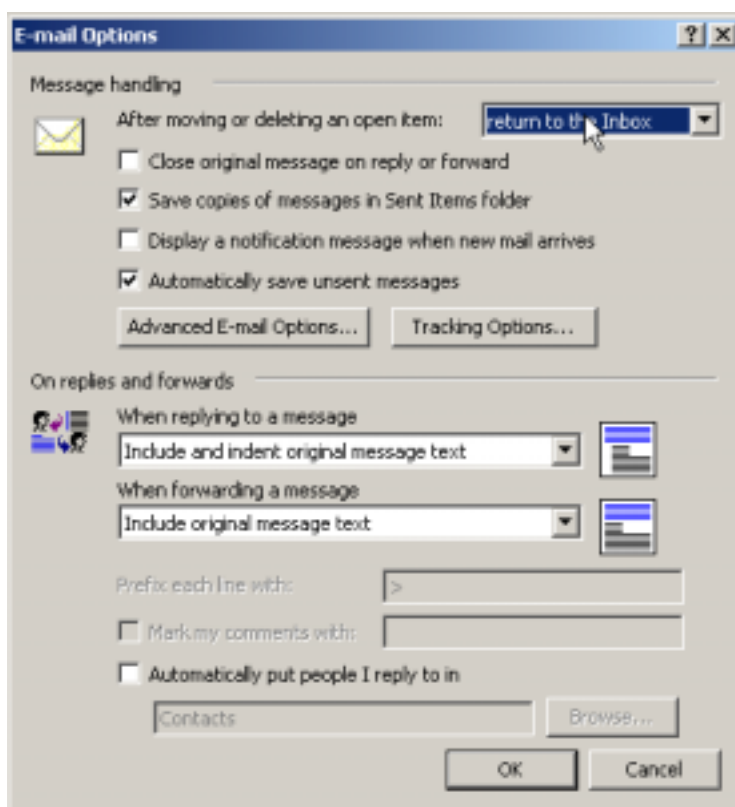 E-mail Options
Message handling
After moving or deleting an open item: return to the Inbox
Close original message on reply or forward
Save copies of messages in Sent Items folder
Display a notification message when new mail arrives
Automatically save unsent messages
Advanced E-mail Options... Tracking Options...
On replies and forwards
When replying to a message
Include and indent original message text
When forwarding a message
Include original message text
Prefix each line with: >
Mark my comments with:
Automatically put people I reply to in
Contacts Browse...
OK Cancel